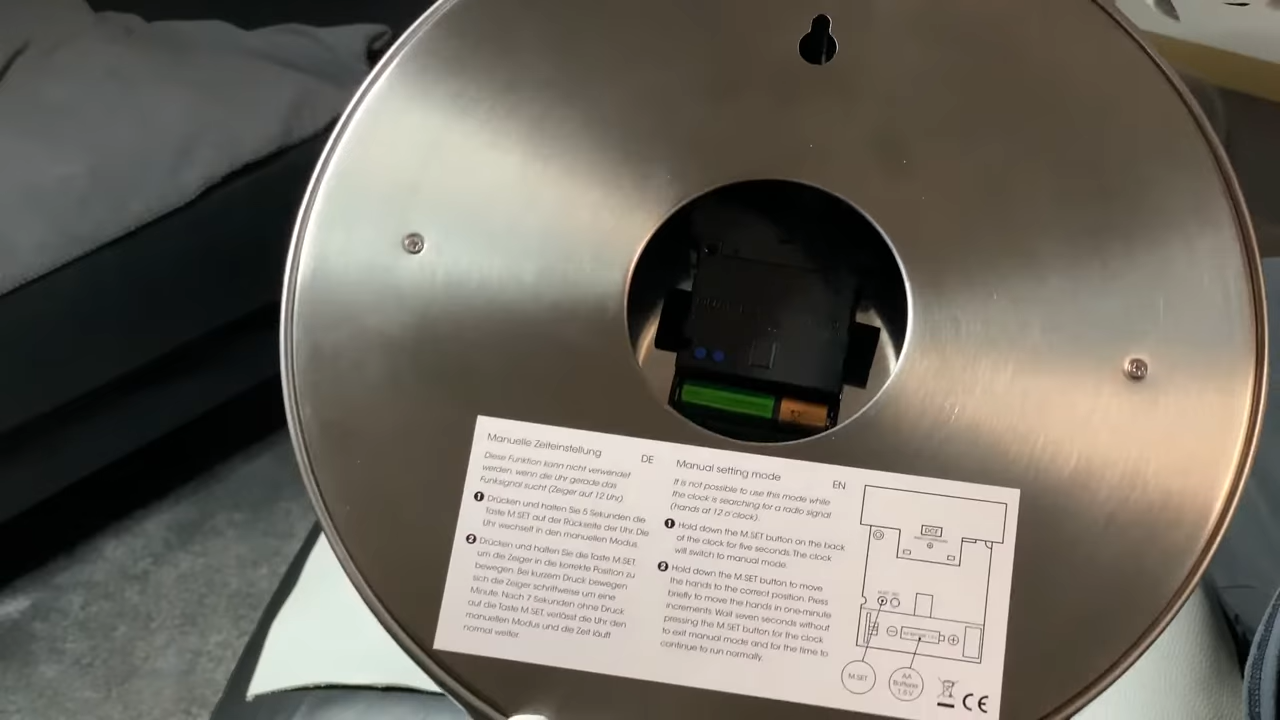 Manuelle Zeiteinstellung
DE
Diese Funktion kann nicht verwendet
werden, wenn die Uhr gerade das
Funksignal sucht (Zeiger auf 12 Uhr).
1 Drücken und halten Sie 5 Sekunden die
Taste M.SET auf der Rückseite der Uhr. Die
Uhr wechselt in den manuellen Modus.
2 Drücken und halten Sie die Taste M.SET,
um die Zeiger in die korrekte Position zu
bewegen. Bei kurzem Druck bewegen
sich die Zeiger schrittweise um eine
Minute. Nach 7 Sekunden ohne Druck
auf die Taste M.SET, verlässt die Uhr den
manuellen Modus und die Zeit läuft
normal weiter.
Manual setting mode
EN
It is not possible to use this mode while
the clock is searching for a radio signal
(hands at 12 o'clock).
1 Hold down the M.SET button on the back
of the clock for five seconds. The clock
will switch to manual mode.
2 Hold down the M.SET button to move
the hands to the correct position. Press
briefly to move the hands in one-minute
increments. Wait seven seconds without
pressing the M.SET button for the clock
to exit manual mode and for the time to
continue to run normally.
DCF
M.SET
AA
Batterie
1,5 V
CE